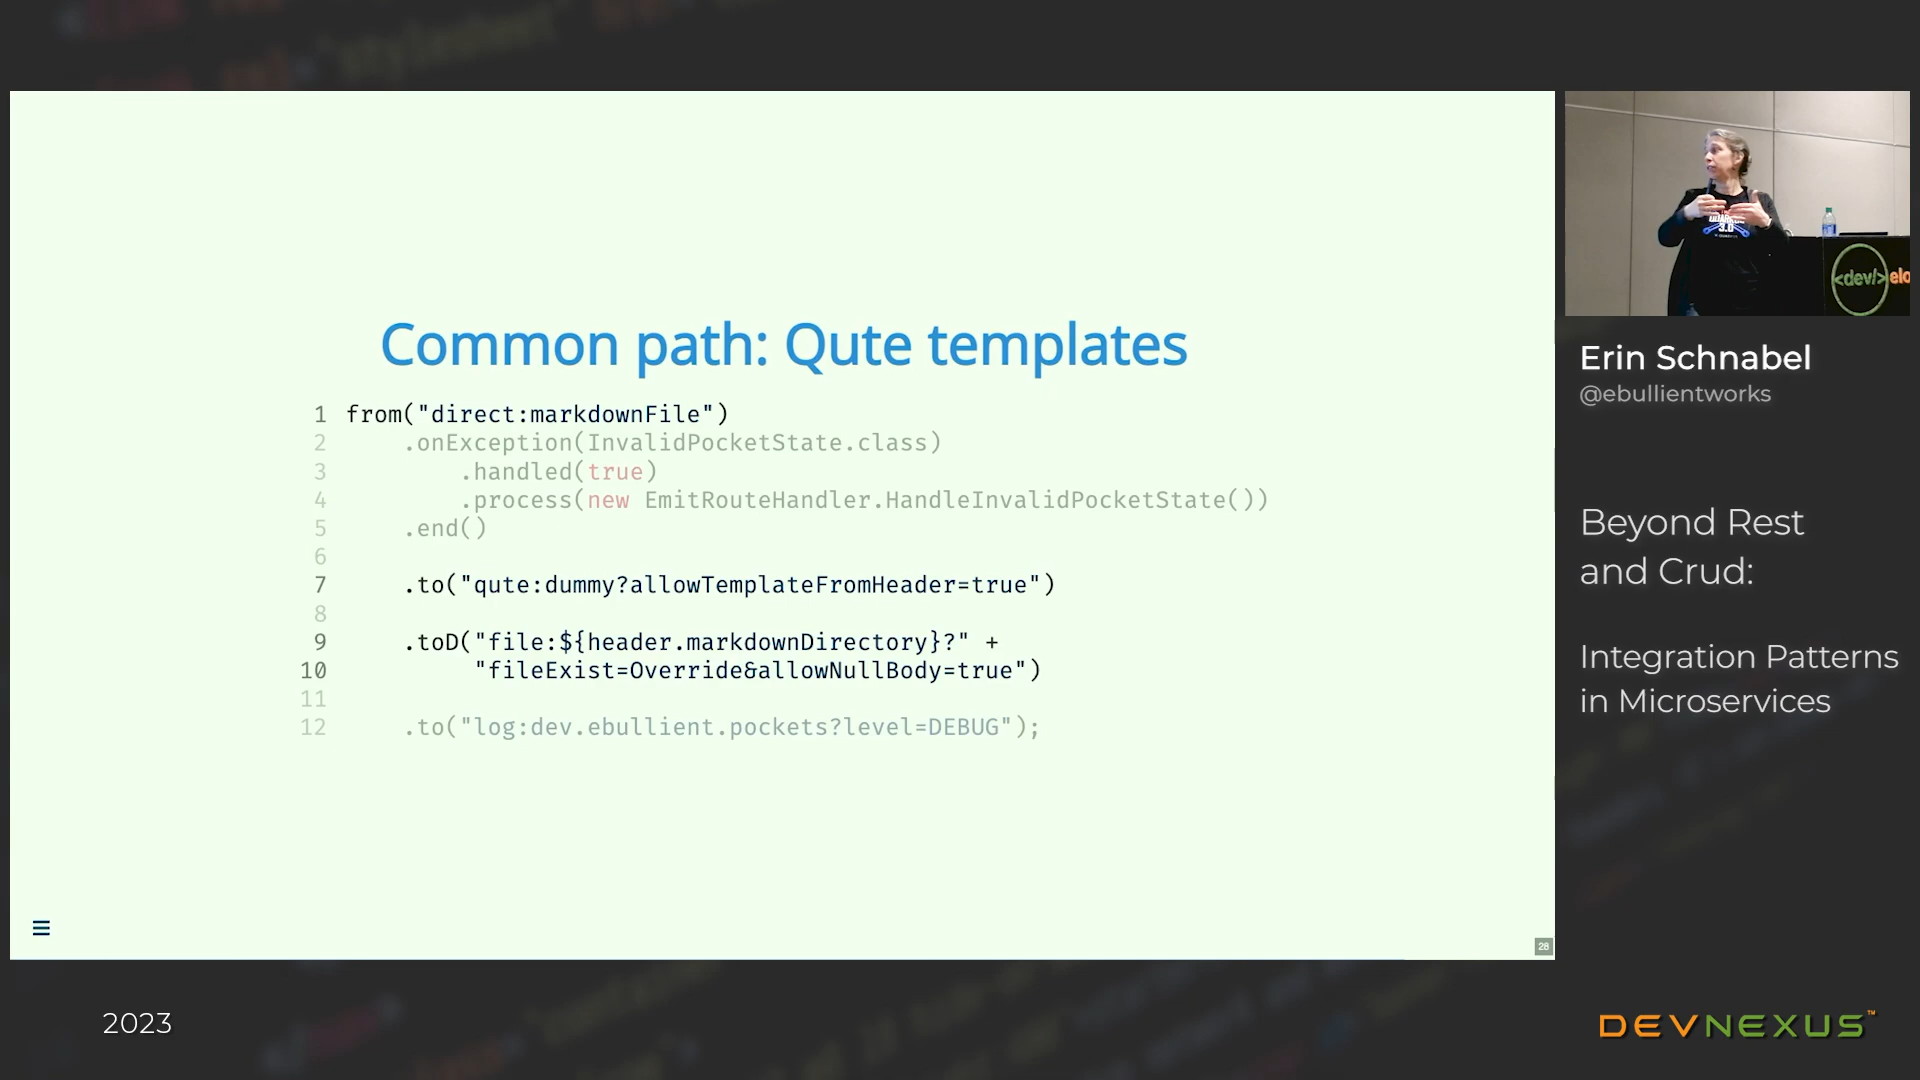 Common path: Qute templates
1 from("direct:markdownFile")
2 .onException(InvalidPocketState.class)
3 .handled(true)
4 .process(new EmitRouteHandler.HandleInvalidPocketState())
5 .end()
6
7 .to("qute:dummy?allowTemplateFromHeader=true")
8
9 .toD("file:${header.markdownDirectory}?" +
10 "fileExist=Override&allowNullBody=true")
11
12 .to("log:dev.ebullient.pockets?level=DEBUG");
28
<dev/>
Erin Schnabel
@ebullientworks
Beyond Rest
and Crud:
Integration Patterns
in Microservices
2023
DEVNEXUS™